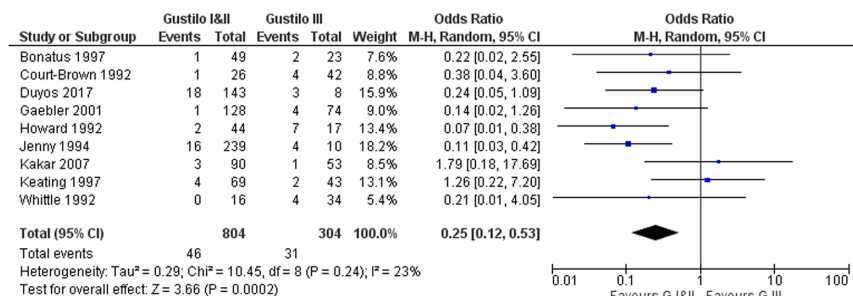 Gustilo I&II Gustilo III Odds Ratio Odds Ratio
Study or Subgroup Events Total Events Total Weight M-H, Random, 95% CI M-H, Random, 95% CI
Bonatus 1997 1 49 2 23 7.6% 0.22 [0.02, 2.55]
Court-Brown 1992 1 26 4 42 8.8% 0.38 [0.04, 3.60]
Duyos 2017 18 143 3 8 15.9% 0.24 [0.05, 1.09]
Gaebler 2001 1 128 4 74 9.0% 0.14 [0.02, 1.26]
Howard 1992 2 44 7 17 13.4% 0.07 [0.01, 0.38]
Jenny 1994 16 239 4 10 18.2% 0.11 [0.03, 0.42]
Kakar 2007 3 90 1 53 8.5% 1.79 [0.18, 17.69]
Keating 1997 4 69 2 43 13.1% 1.26 [0.22, 7.20]
Whittle 1992 0 16 4 34 5.4% 0.21 [0.01, 4.05]
Total (95% CI) 804 304 100.0% 0.25 [0.12, 0.53]
Total events 46 31
Heterogeneity: Tau² = 0.29; Chi² = 10.45, df = 8 (P = 0.24); I² = 23%
Test for overall effect: Z = 3.66 (P = 0.0002)
0.01 0.1 1 10 100
Favours G I&II Favours G III